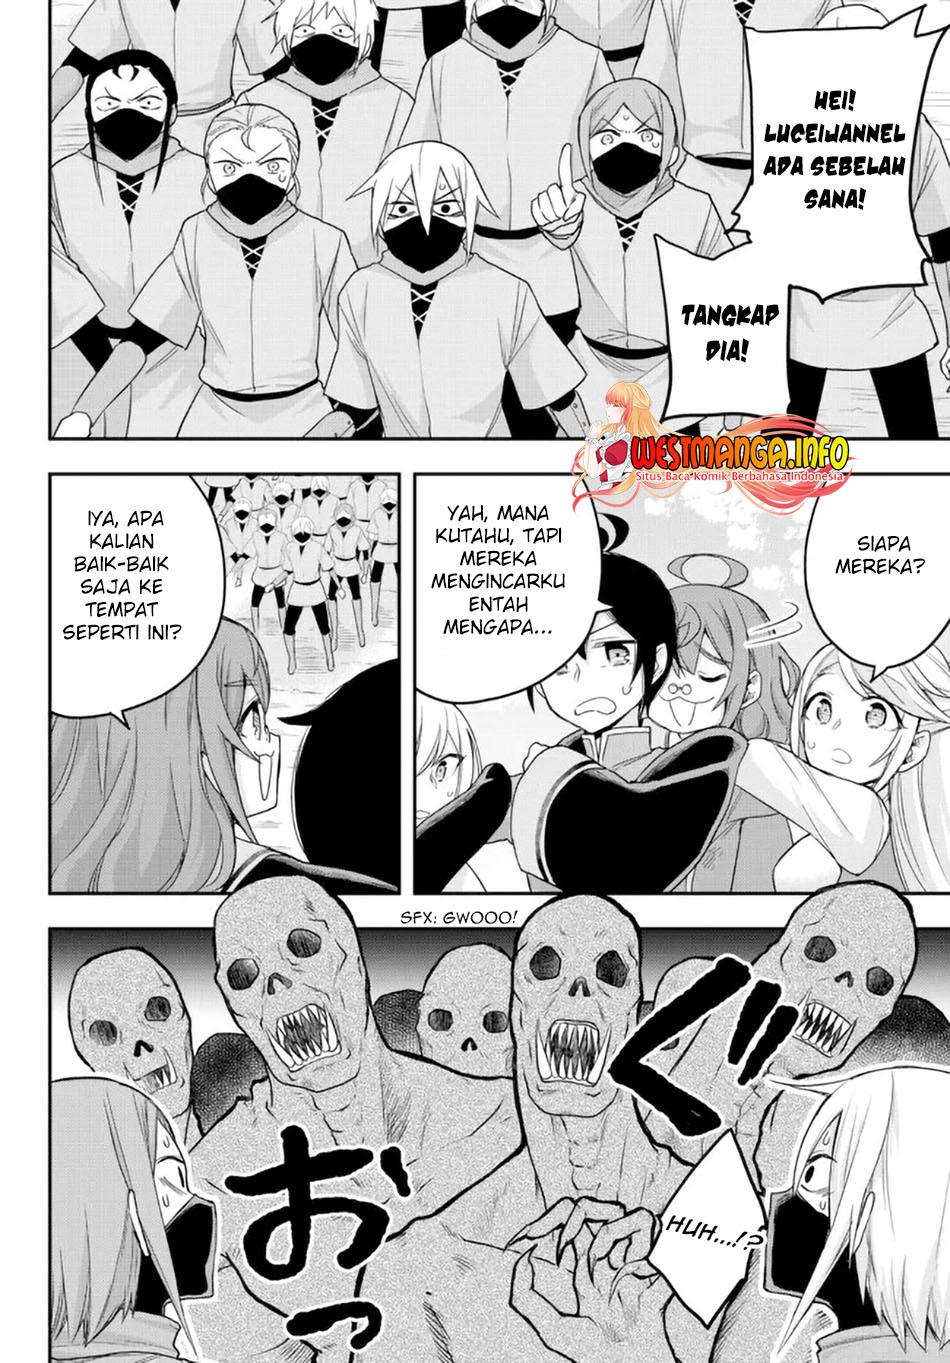 HEI!
LUCEIJANNEL
ADA SEBELAH
SANA!
TANGKAP
DIA!
WESTMANGA.INFO
Situs Baca Komik Berbahasa Indonesia
SIAPA
MEREKA?
YAH, MANA
KUTAHU, TAPI
MEREKA
MENGINCARKU
ENTAH
MENGAPA...
IYA, APA
KALIAN
BAIK-BAIK
SAJA KE
TEMPAT
SEPERTI INI?
SFX: GWOOO!
グ
おっ
HUH...!?